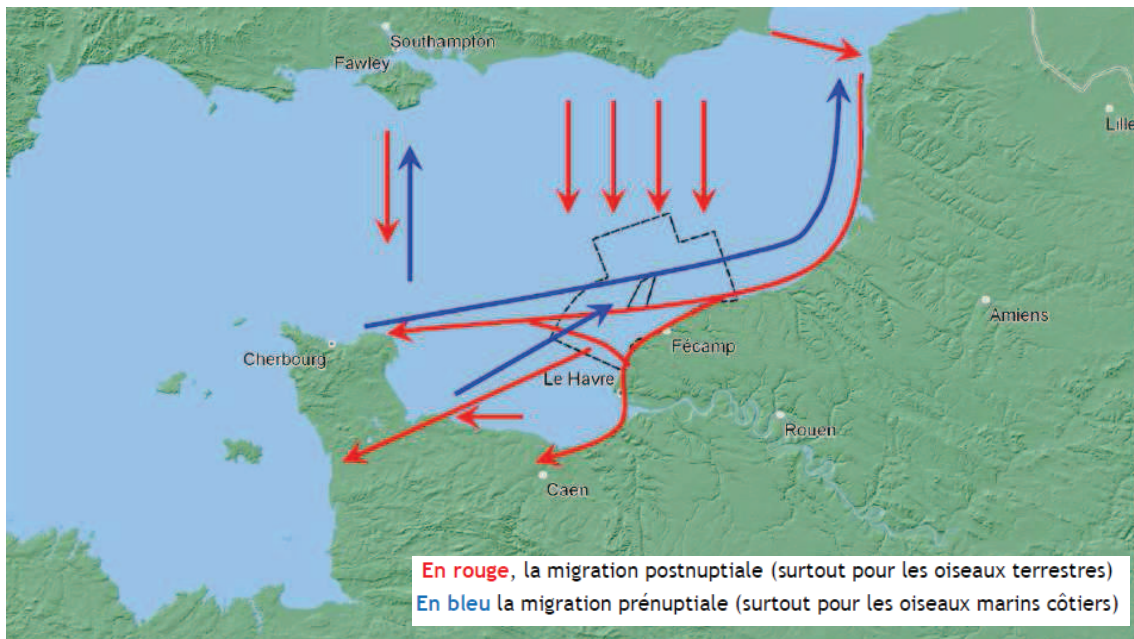 Southampton
Fawley
Lille
Amiens
Cherbourg
Fécamp
Le Havre
Rouen
Caen
En rouge, la migration postnuptiale (surtout pour les oiseaux terrestres)
En bleu la migration prénuptiale (surtout pour les oiseaux marins côtiers)